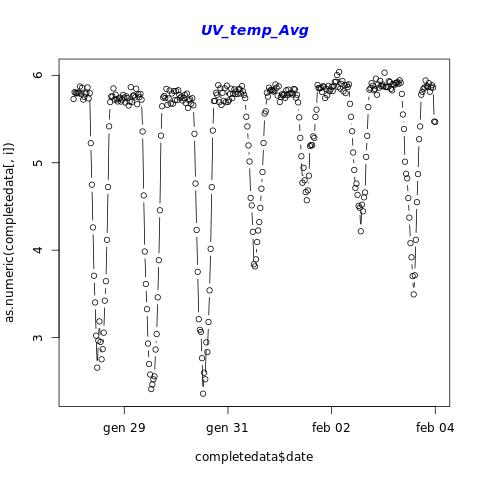 UV_temp_Avg
as.numeric(completedata[, i])
6
5
4
3
gen 29
gen 31
feb 02
feb 04
completedata$date